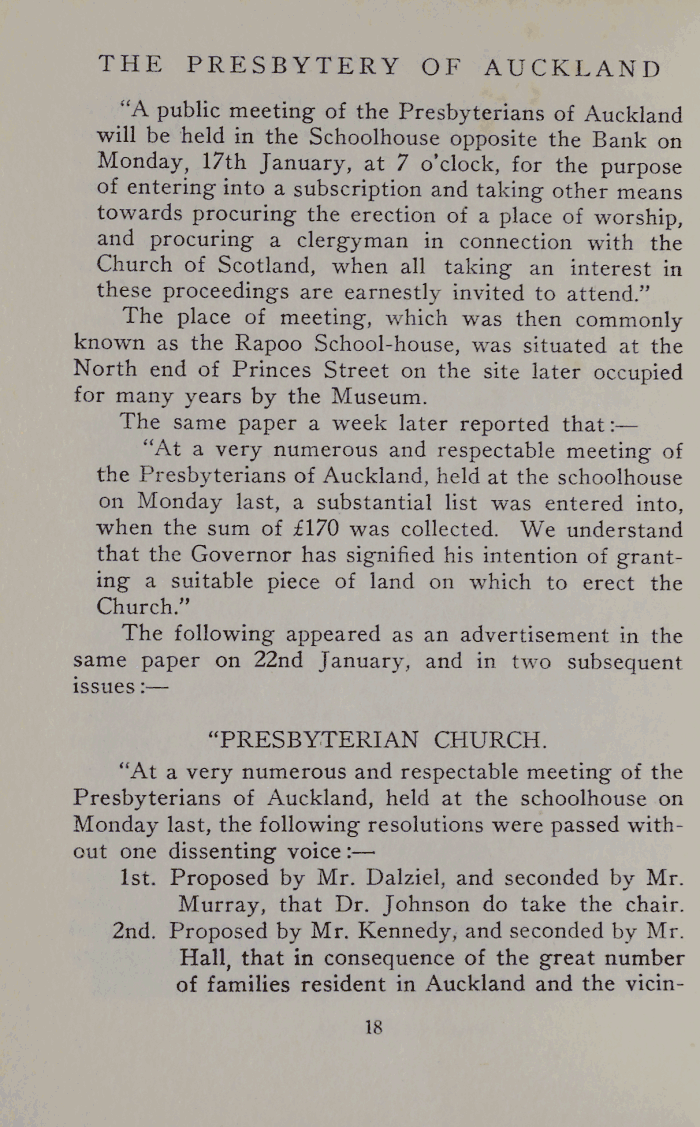 THE PRESBYTERY OF AUCKLAND
“A public meeting of the Presbyterians of Auckland
will be held in the Schoolhouse opposite the Bank on
Monday, 17th January, at 7 o’clock, for the purpose
of entering into a subscription and taking other means
towards procuring the erection of a place of worship,
and procuring a clergyman in connection with the
Church of Scotland, when all taking an interest in
these proceedings are earnestly invited to attend.”
The place of meeting, which was then commonly
known as the Rapoo School-house, was situated at the
North end of Princes Street on the site later occupied
for many years by the Museum.
The same paper a week later reported that:—
“At a very numerous and respectable meeting of
the Presbyterians of Auckland, held at the schoolhouse
on Monday last, a substantial list was entered into,
when the sum of £170 was collected. We understand
that the Governor has signified his intention of grant-
ing a suitable piece of land on which to erect the
Church.”
The following appeared as an advertisement in the
same paper on 22nd January, and in two subsequent
issues:—
“PRESBYTERIAN CHURCH.
“At a very numerous and respectable meeting of the
Presbyterians of Auckland, held at the schoolhouse on
Monday last, the following resolutions were passed with-
out one dissenting voice:—
1st. Proposed by Mr. Dalziel, and seconded by Mr.
Murray, that Dr. Johnson do take the chair.
2nd. Proposed by Mr. Kennedy, and seconded by Mr.
Hall, that in consequence of the great number
of families resident in Auckland and the vicin-
18